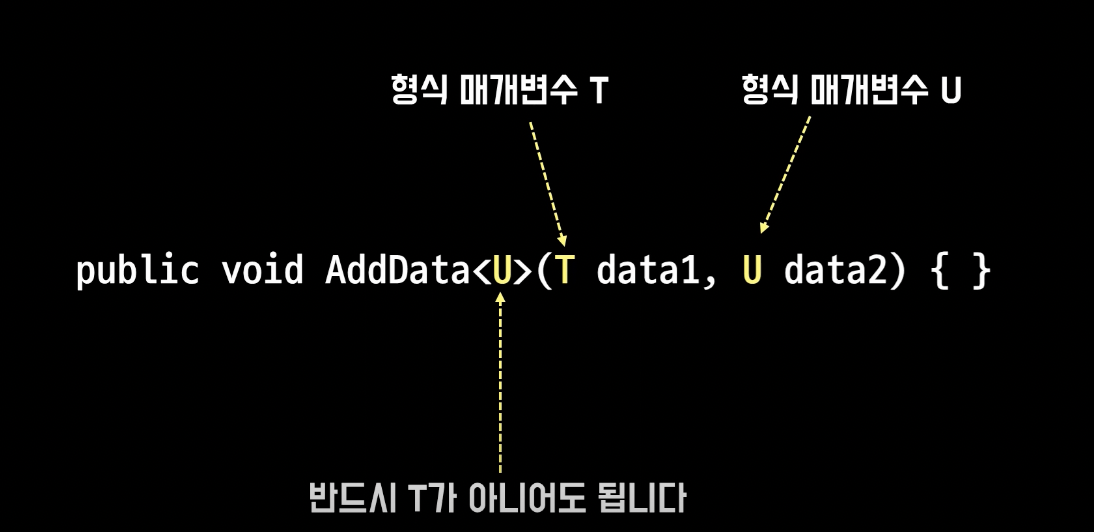 형식 매개변수 T
형식 매개변수 U
public void AddData<U>(T data1, U data2) { }
반드시 T가 아니어도 됩니다